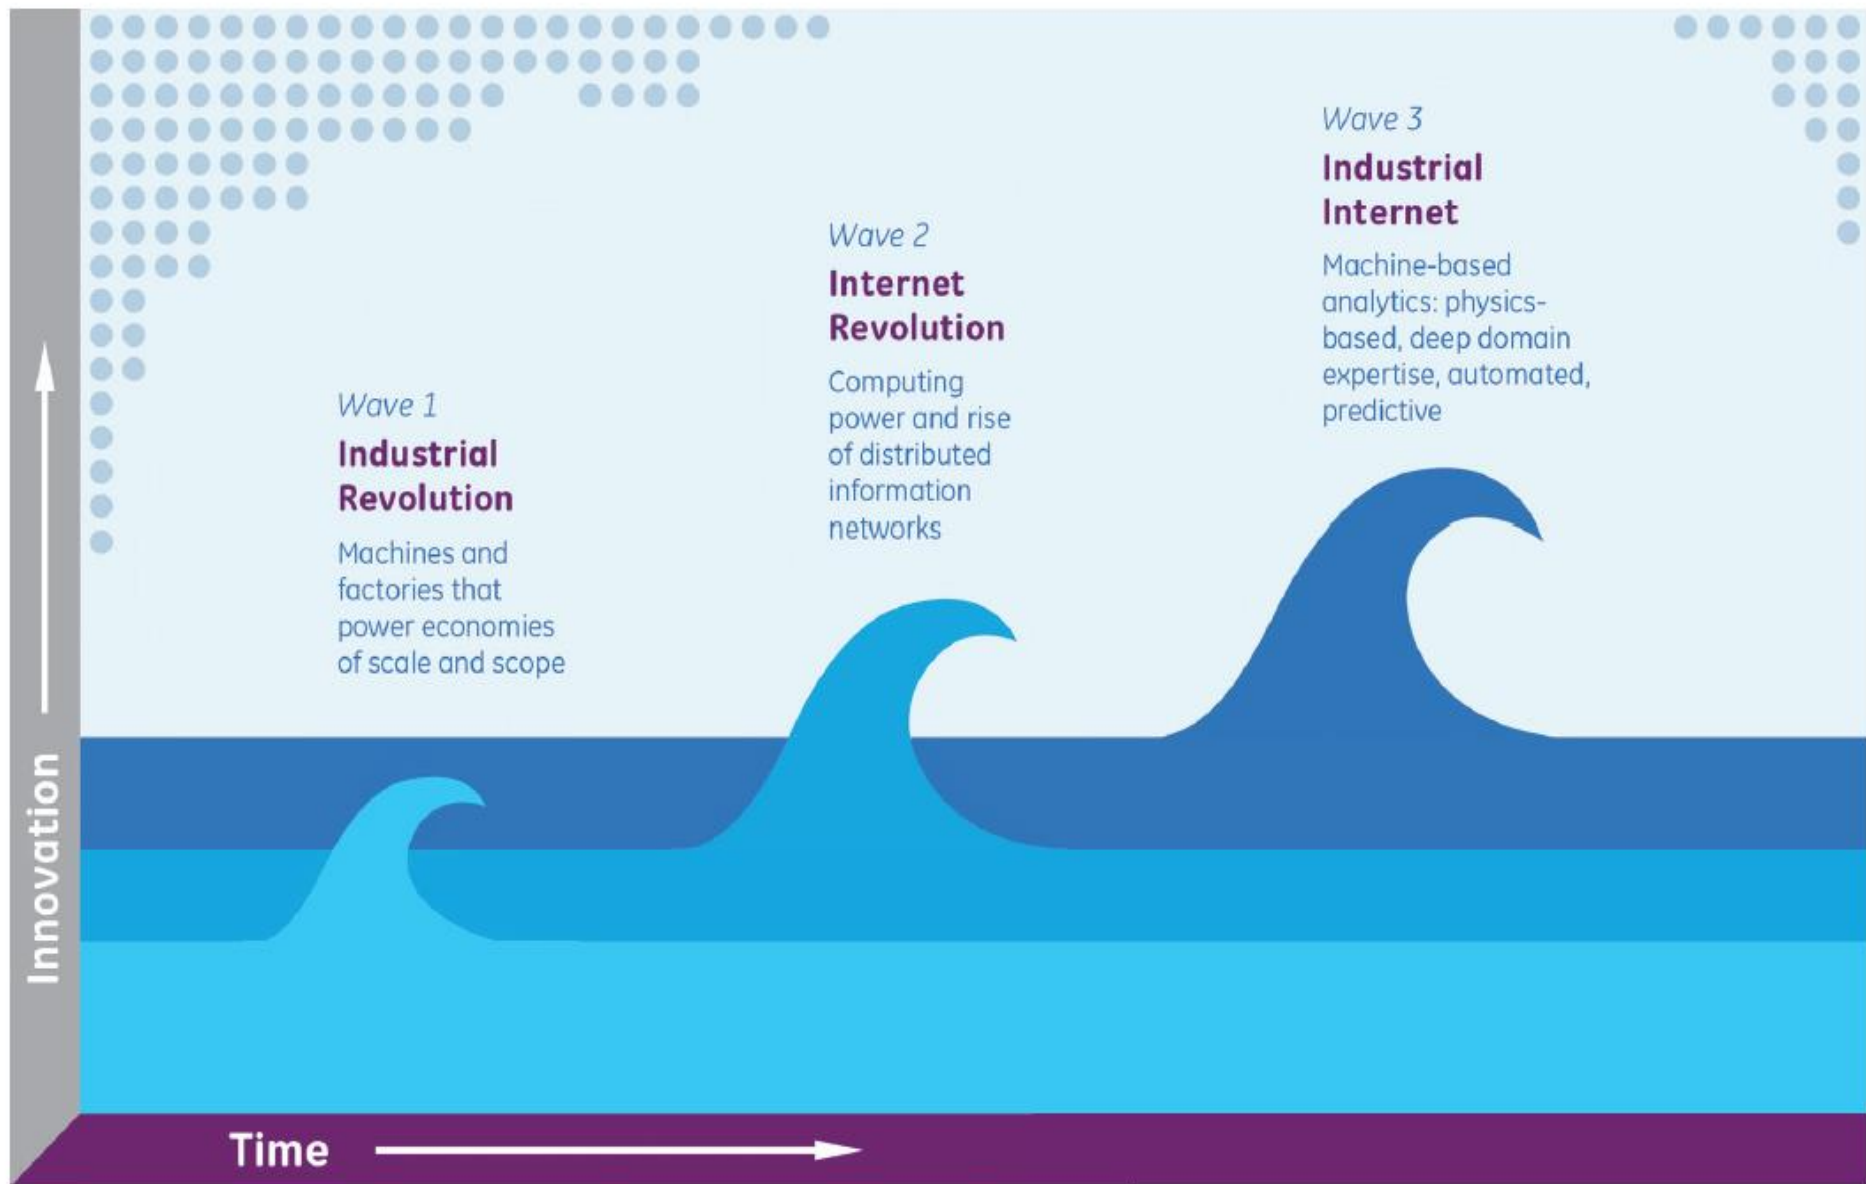 Wave 1
Industrial
Revolution
Machines and
factories that
power economies
of scale and scope
Wave 2
Internet
Revolution
Computing
power and rise
of distributed
information
networks
Wave 3
Industrial
Internet
Machine-based
analytics: physics-
based, deep domain
expertise, automated,
predictive
Innovation
Time